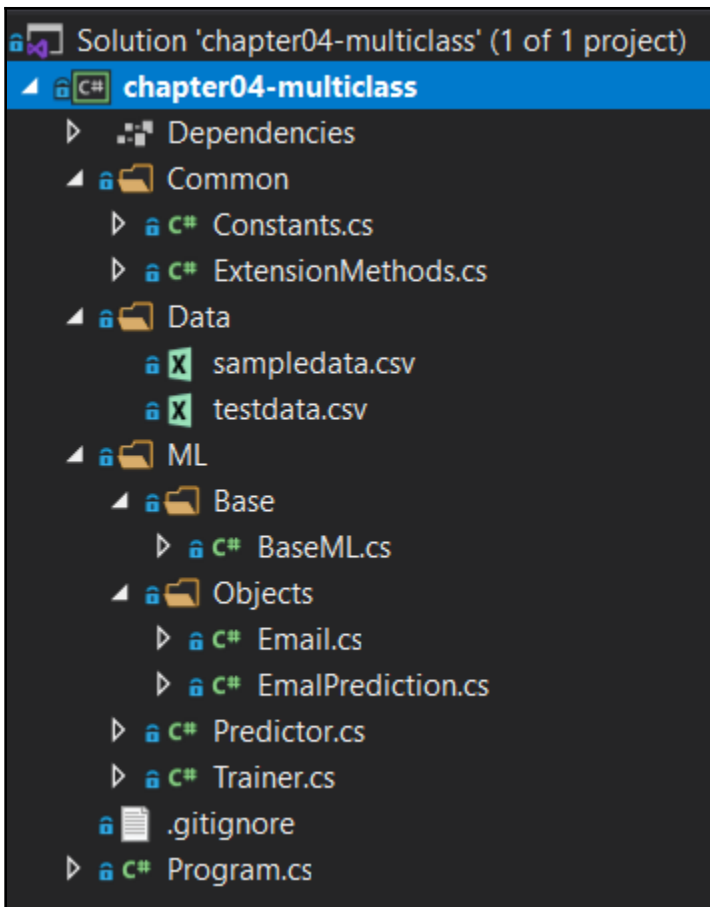 Solution 'chapter04-multiclass' (1 of 1 project)
C# chapter04-multiclass
Dependencies
Common
C# Constants.cs
C# ExtensionMethods.cs
Data
X sampledata.csv
X testdata.csv
ML
Base
C# BaseML.cs
Objects
C# Email.cs
C# EmalPrediction.cs
C# Predictor.cs
C# Trainer.cs
.gitignore
C# Program.cs